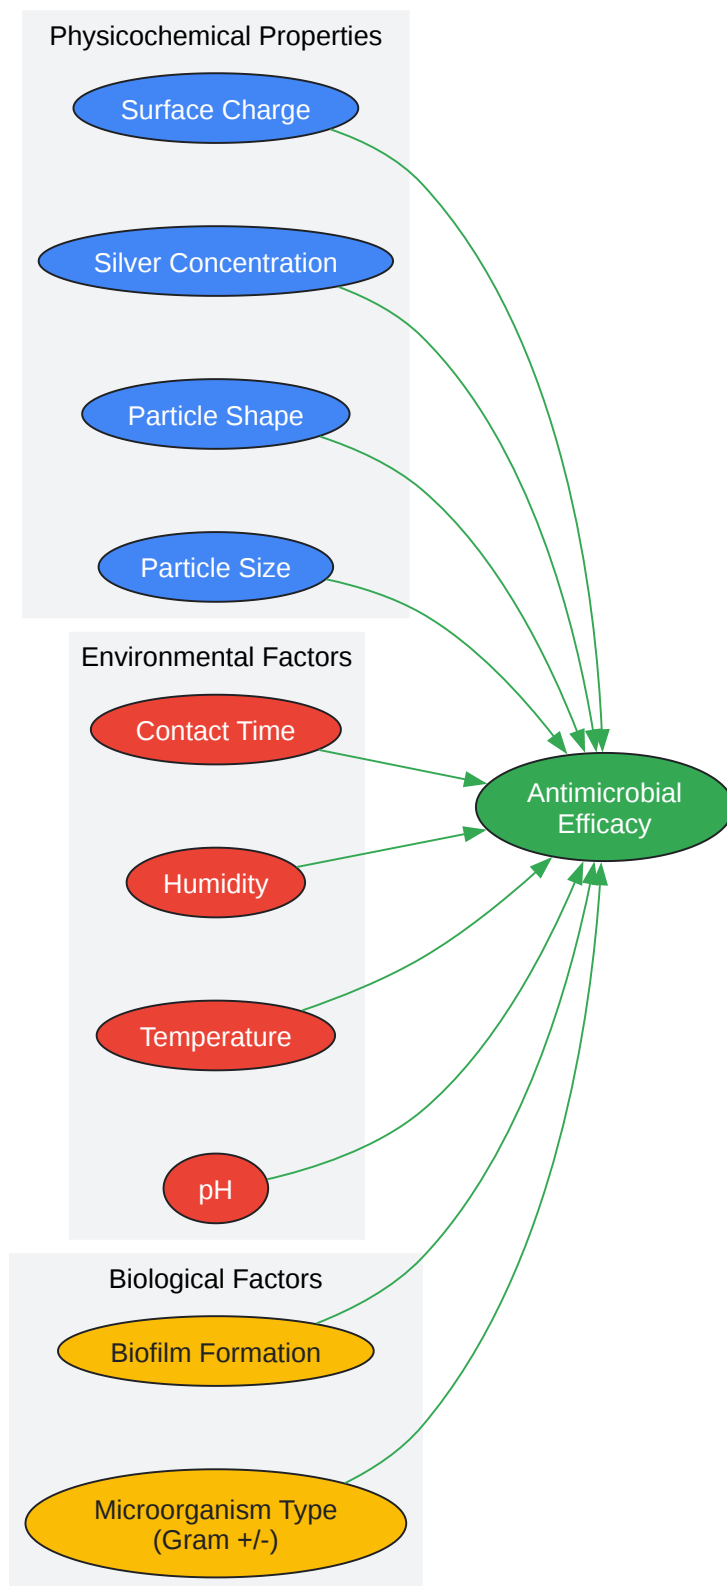 Physicochemical Properties
Surface Charge
Silver Concentration
Particle Shape
Particle Size
Environmental Factors
Contact Time
Humidity
Temperature
pH
Antimicrobial
Efficacy
Biological Factors
Biofilm Formation
Microorganism Type
(Gram +/-)